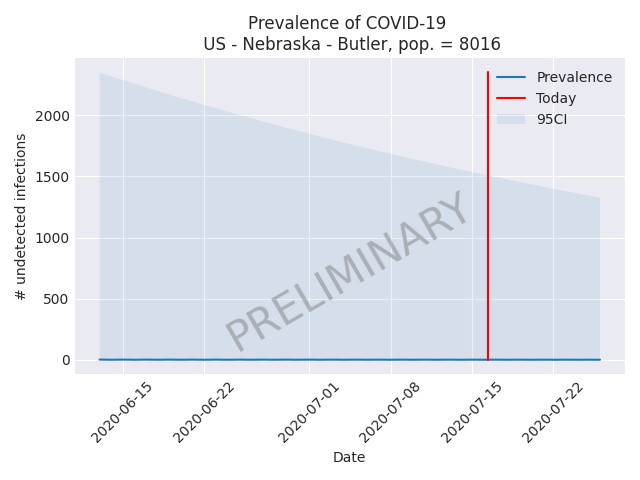 Prevalence of COVID-19
US - Nebraska - Butler, pop. = 8016
Prevalence
Today
95CI
# undetected infections
2000
1500
1000
500
0
PRELIMINARY
2020-06-15
2020-06-22
2020-07-01
2020-07-08
2020-07-15
2020-07-22
Date